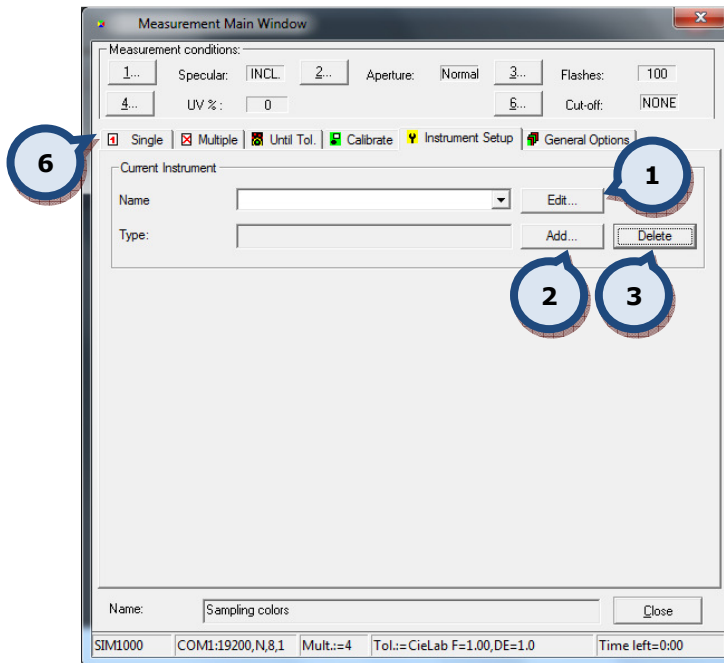 Measurement Main Window
Measurement conditions:
1... Specular: INCL. 2... Aperture: Normal 3... Flashes: 100
4... UV % : 0 6... Cut-off: NONE
1 Single Multiple Until Tol. Calibrate Instrument Setup General Options
6
Current Instrument
1
Name Edit...
Type: Add... Delete
2 3
Name: Sampling colors Close
SIM1000 COM1:19200,N,8,1 Mult.:=4 Tol.:= CieLab F=1.00,DE=1.0 Time left=0:00